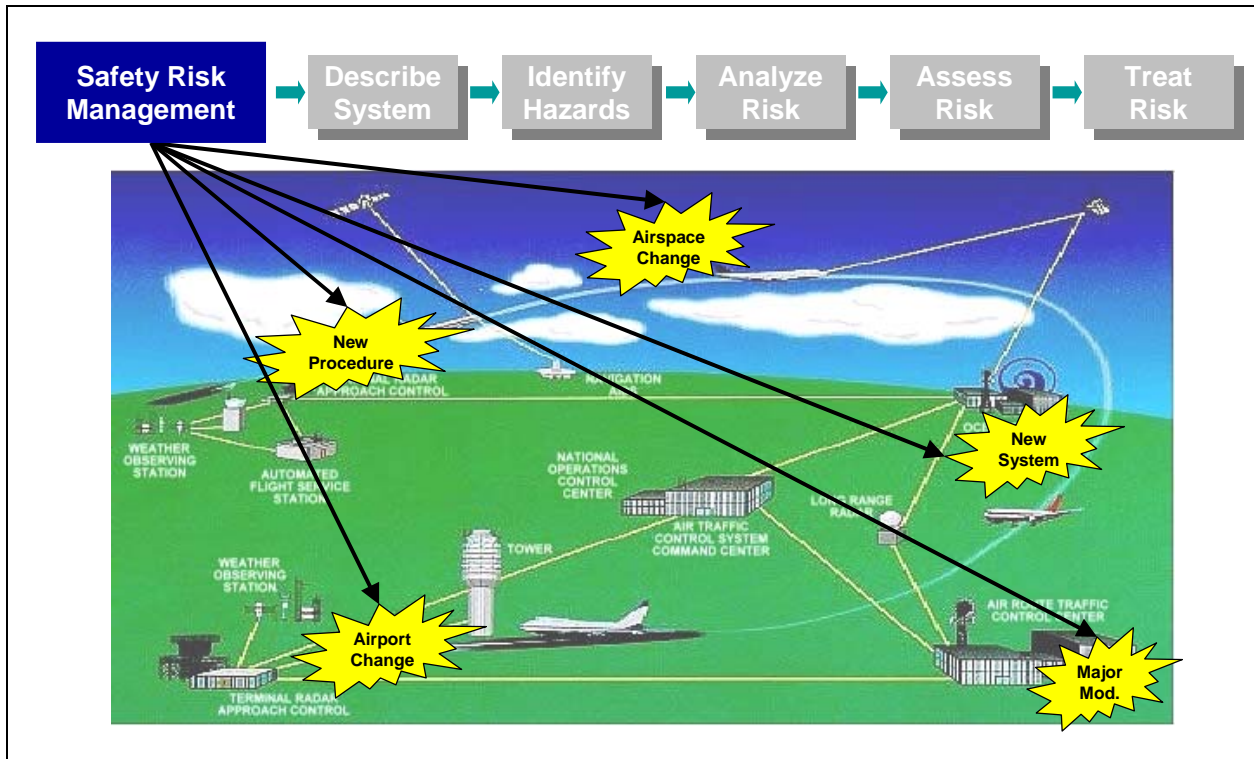 Safety Risk
Management
Describe
System
Identify
Hazards
Analyze
Risk
Assess
Risk
Treat
Risk
Airspace
Change
New
Procedure
RADAR
APPROACH CONTROL
NAVIGATION
WEATHER
OBSERVING
STATION
AUTOMATED
FLIGHT SERVICE
STATION
New
System
NATIONAL
OPERATIONS
CONTROL
CENTER
LONG RANGE
RADAR
AIR TRAFFIC
CONTROL SYSTEM
COMMAND CENTER
TOWER
WEATHER
OBSERVING
STATION
AIR ROUTE TRAFFIC
CONTROL CENTER
Airport
Change
Major
Mod.
TERMINAL RADAR
APPROACH CONTROL